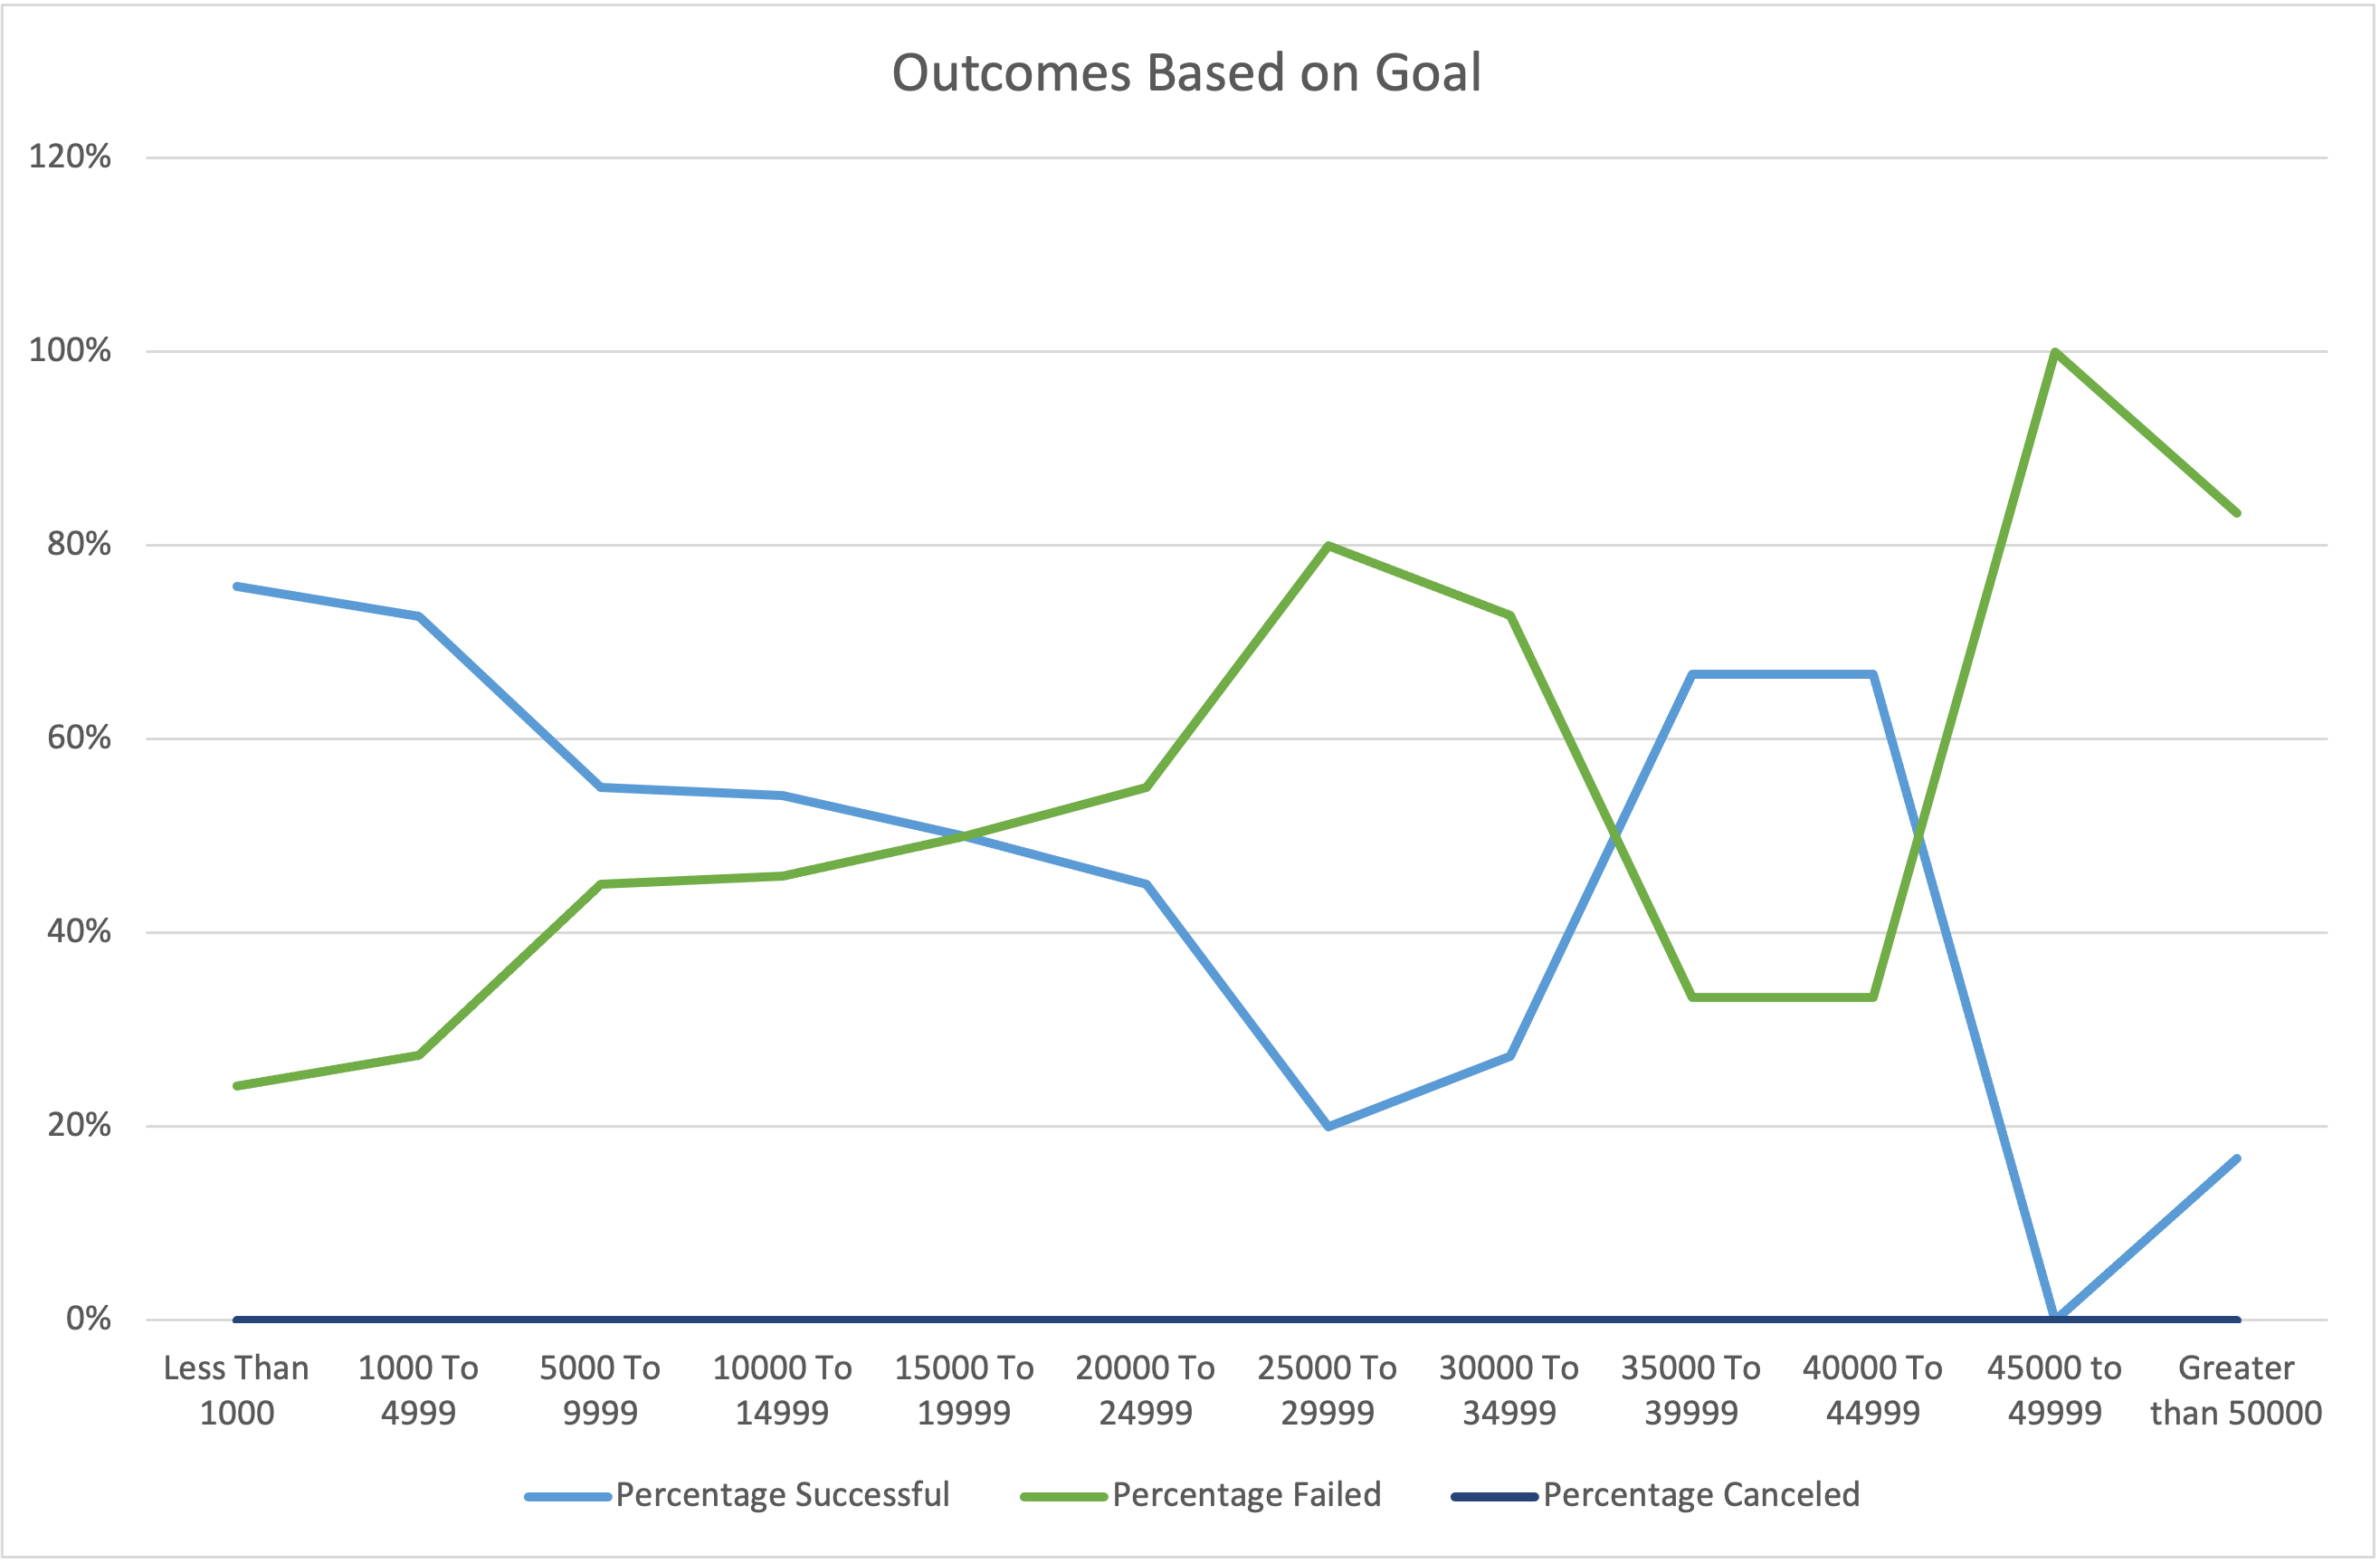 Outcomes Based on Goal
120%
100%
80%
60%
40%
20%
0%
Less Than
1000
1000 To
4999
5000 To
9999
10000 To
14999
15000 To
19999
20000 To
24999
25000 To
29999
30000 To
34999
35000 To
39999
40000 To
44999
45000 to
49999
Greater
than 50000
Percentage Successful
Percentage Failed
Percentage Canceled